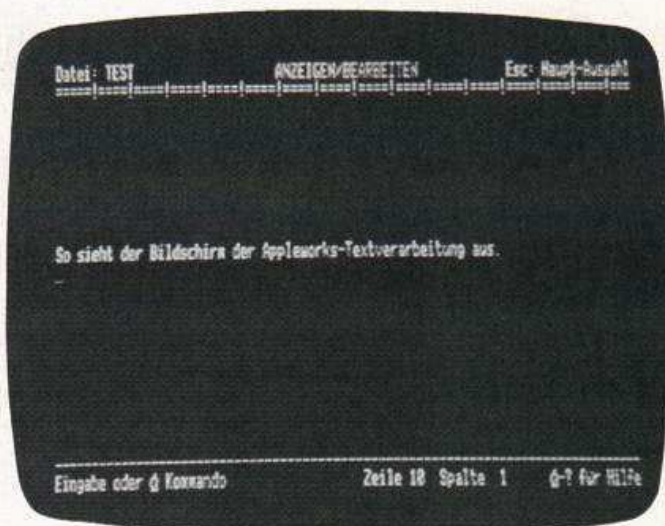 Datei: TEST ANZEIGEN/BEARBEITEN Esc: Haupt-Auswahl
====!====!====!====!====!====!====!====!====!====!====!====!====!====!====!===
So sieht der Bildschirm der Appleworks-Textverarbeitung aus.
_
--------------------------------------------------------------------------------
Eingabe oder Kommando Zeile 10 Spalte 1 -? für Hilfe